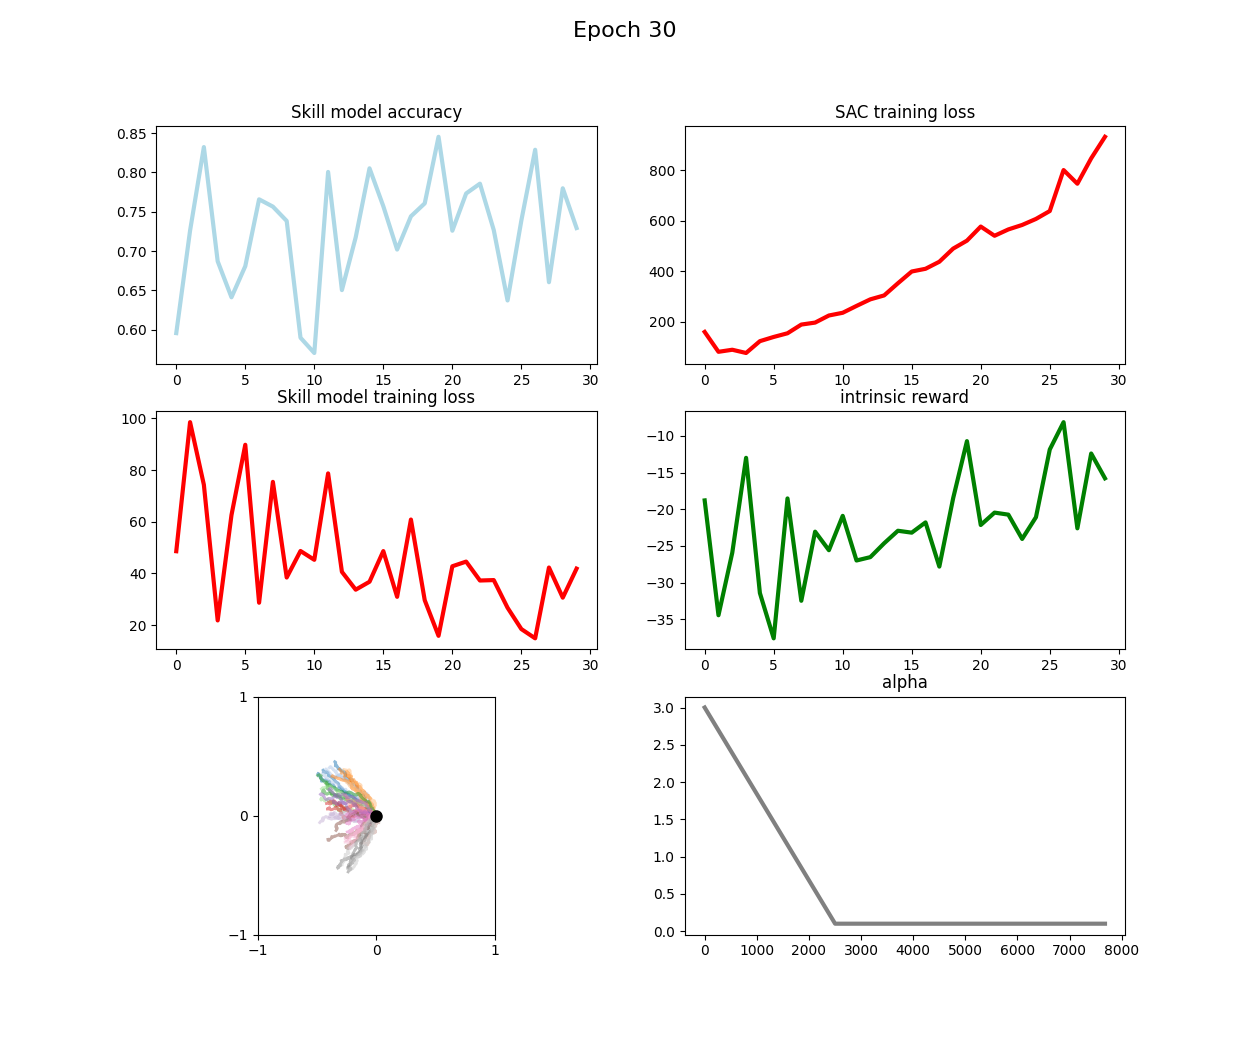 Epoch 30
Skill model accuracy
0.85
0.80
0.75
0.70
0.65
0.60
0 5 10 15 20 25 30
SAC training loss
800
600
400
200
0 5 10 15 20 25 30
Skill model training loss
100
80
60
40
20
0 5 10 15 20 25 30
intrinsic reward
−10
−15
−20
−25
−30
−35
0 5 10 15 20 25 30
1
0
−1
−1 0 1
alpha
3.0
2.5
2.0
1.5
1.0
0.5
0.0
0 1000 2000 3000 4000 5000 6000 7000 8000